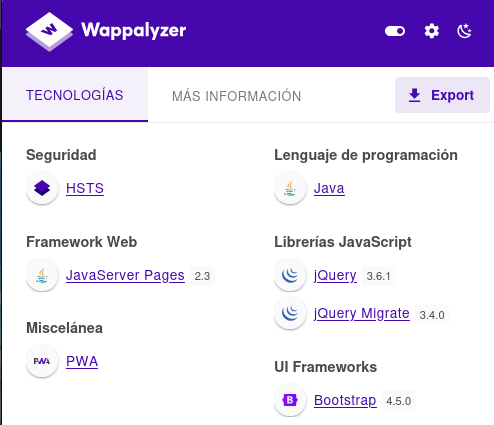 Wappalyzer
TECNOLOGÍAS
MÁS INFORMACIÓN
Export
Seguridad
HSTS
Framework Web
JavaServer Pages 2.3
Miscelánea
PWA
PWA
Lenguaje de programación
Java
Librerías JavaScript
jQuery 3.6.1
jQuery Migrate 3.4.0
UI Frameworks
B
Bootstrap 4.5.0